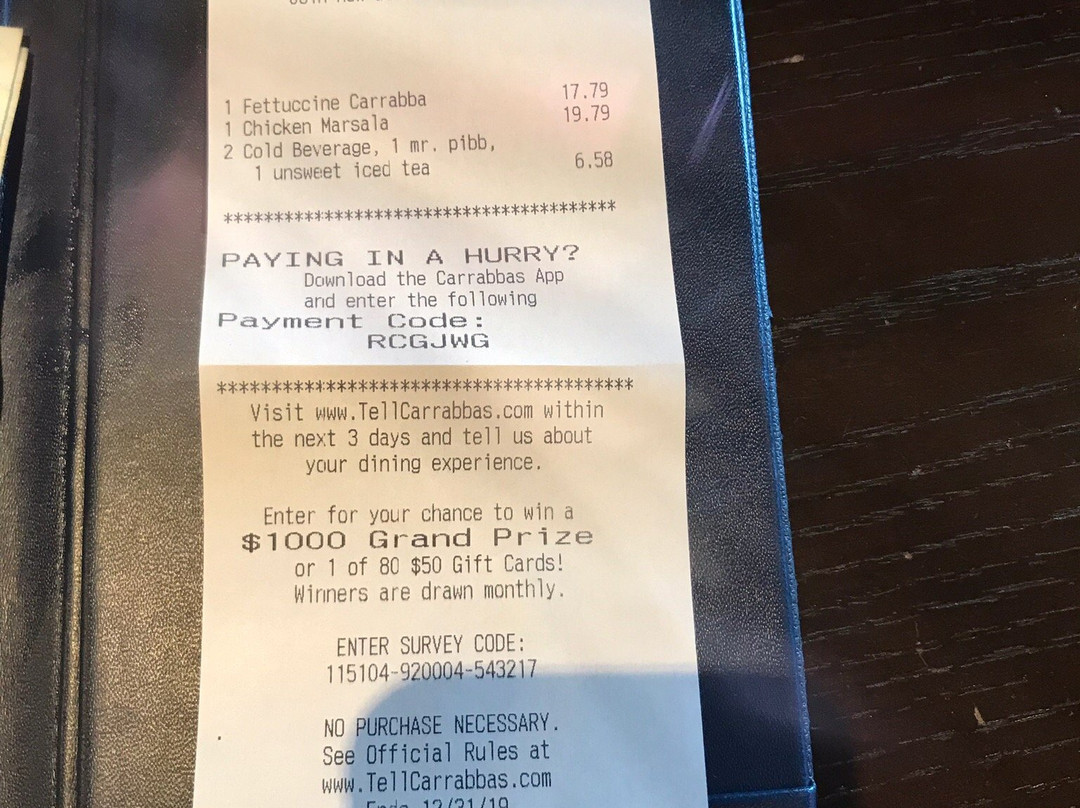 1 Fettuccine Carrabba 17.79
1 Chicken Marsala 19.79
2 Cold Beverage, 1 mr. pibb,
1 unsweet iced tea 6.58
****************************************
PAYING IN A HURRY?
Download the Carrabbas App
and enter the following
Payment Code:
RCGJWG
****************************************
Visit www.TellCarrabbas.com within
the next 3 days and tell us about
your dining experience.
Enter for your chance to win a
$1000 Grand Prize
or 1 of 80 $50 Gift Cards!
Winners are drawn monthly.
ENTER SURVEY CODE:
115104-920004-543217
NO PURCHASE NECESSARY.
See Official Rules at
www.TellCarrabbas.com
Ends 12/31/19